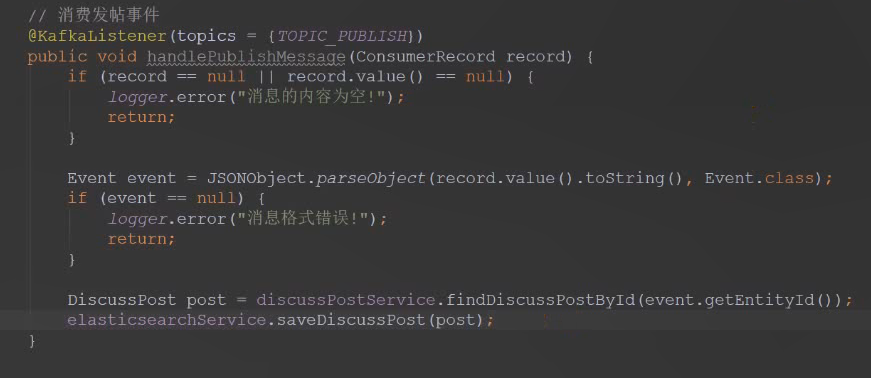 // 消费发帖事件
@KafkaListener(topics = {TOPIC_PUBLISH})
public void handlePublishMessage(ConsumerRecord record) {
    if (record == null || record.value() == null) {
        logger.error("消息的内容为空!");
        return;
    }

    Event event = JSONObject.parseObject(record.value().toString(), Event.class);
    if (event == null) {
        logger.error("消息格式错误!");
        return;
    }

    DiscussPost post = discussPostService.findDiscussPostById(event.getEntityId());
    elasticsearchService.saveDiscussPost(post);
}